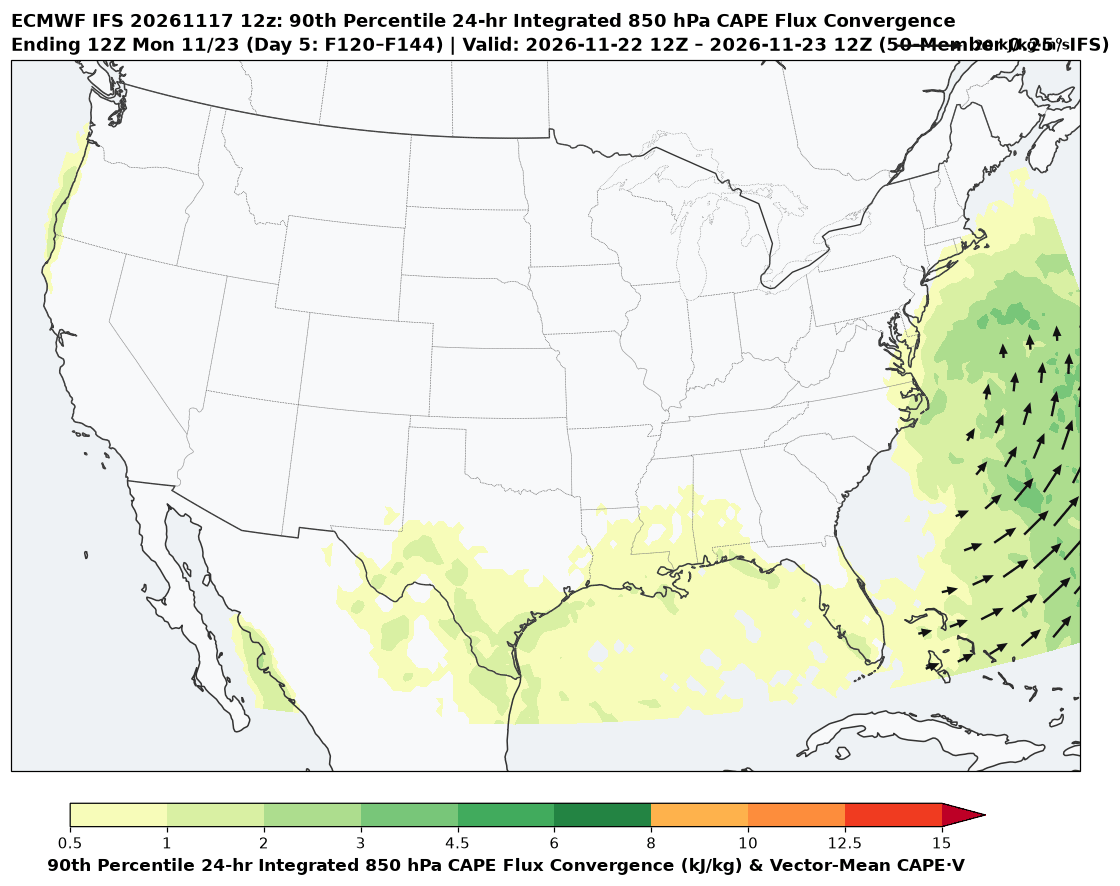 ECMWF IFS 20261117 12z: 90th Percentile 24-hr Integrated 850 hPa CAPE Flux Convergence
Ending 12Z Mon 11/23 (Day 5: F120–F144) | Valid: 2026-11-22 12Z – 2026-11-23 12Z (50-Member 0.25° IFS)
0.5 1 2 3 4.5 6 8 10 12.5 15
90th Percentile 24-hr Integrated 850 hPa CAPE Flux Convergence (kJ/kg) & Vector-Mean CAPE·V